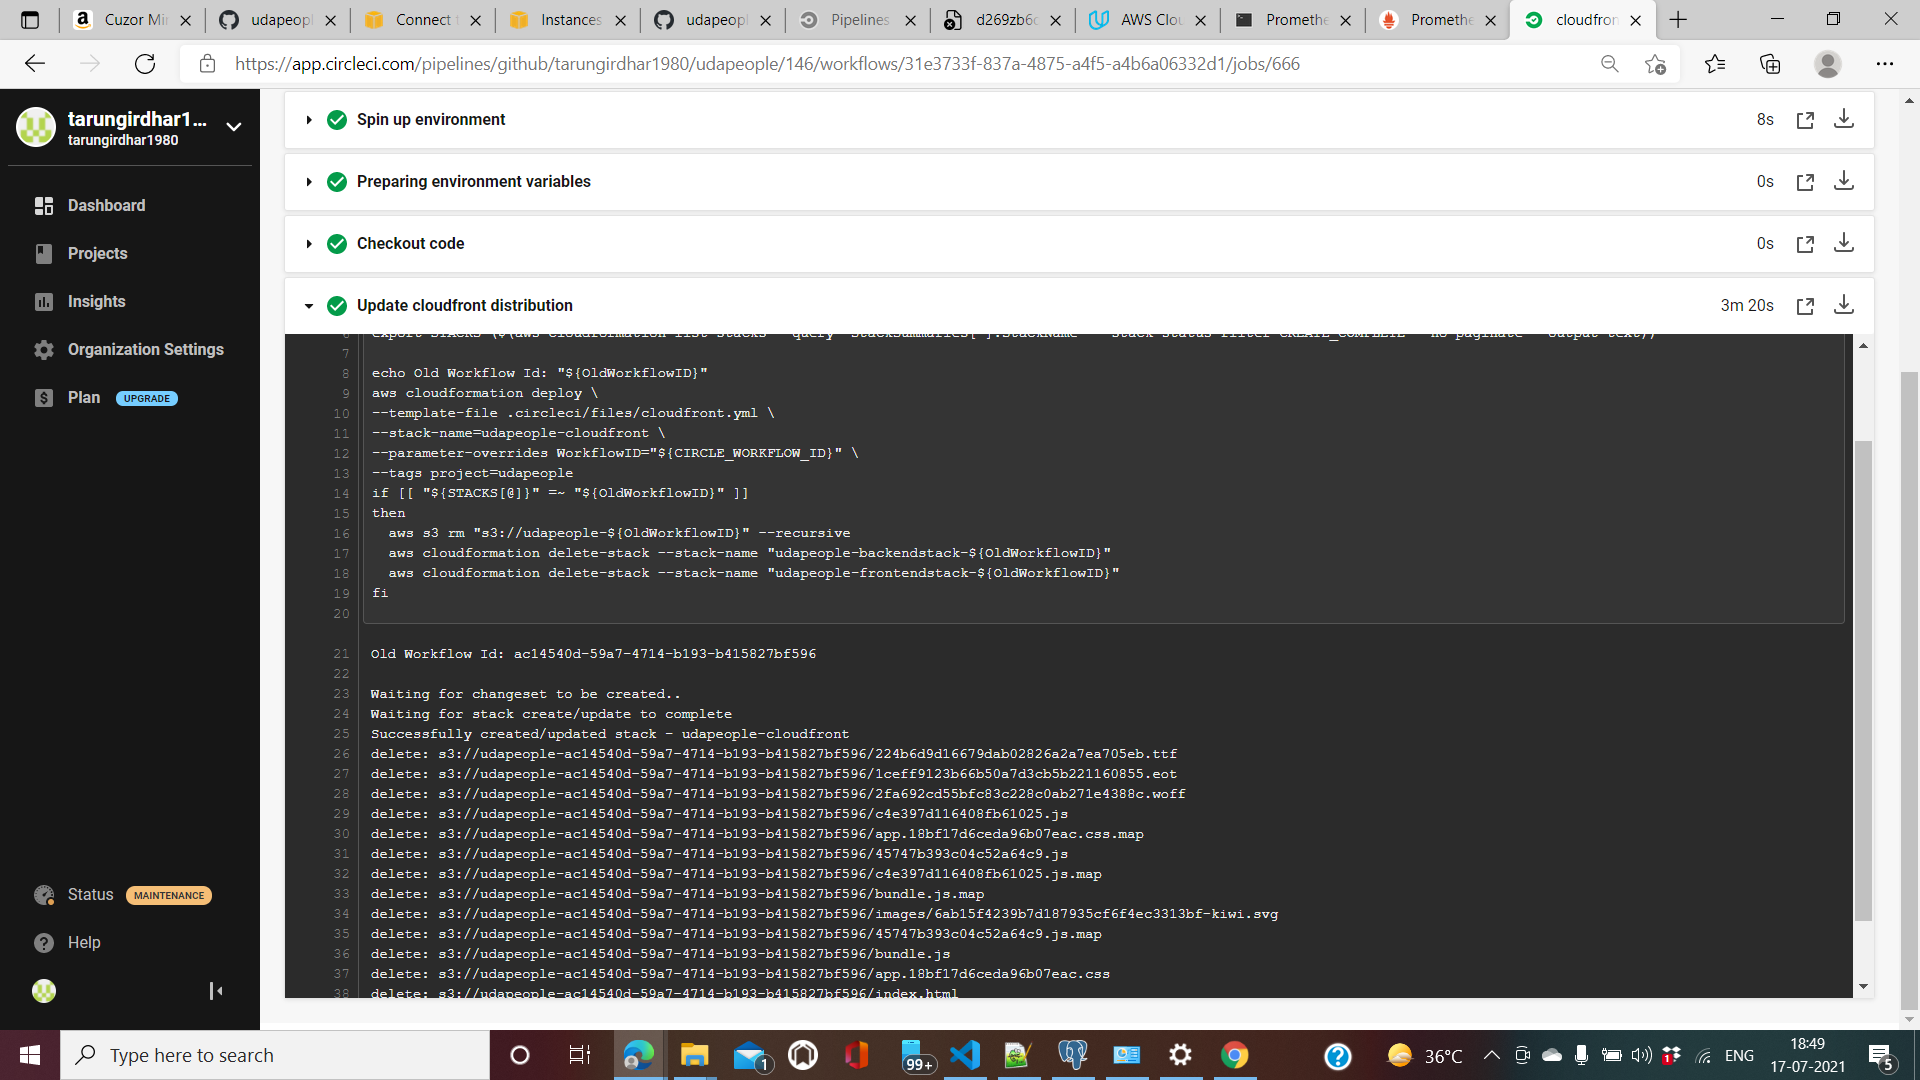 Cuzor Mi
udapeopl
Connect
Instances
udapeopl
Pipelines
d269zb6
AWS Clou
Promethe
Promethe
cloudfron
https://app.circleci.com/pipelines/github/tarungirdhar1980/udapeople/146/workflows/31e3733f-837a-4875-a4f5-a4b6a06332d1/jobs/666
tarungirdhar1...
tarungirdhar1980
Dashboard
Projects
Insights
Organization Settings
Plan UPGRADE
Status MAINTENANCE
Help
Spin up environment 8s
Preparing environment variables 0s
Checkout code 0s
Update cloudfront distribution 3m 20s
7
8 echo Old Workflow Id: "${OldWorkflowID}"
9 aws cloudformation deploy \
10 --template-file .circleci/files/cloudfront.yml \
11 --stack-name=udapeople-cloudfront \
12 --parameter-overrides WorkflowID="${CIRCLE_WORKFLOW_ID}" \
13 --tags project=udapeople
14 if [[ "${STACKS[@]}" =~ "${OldWorkflowID}" ]]
15 then
16 aws s3 rm "s3://udapeople-${OldWorkflowID}" --recursive
17 aws cloudformation delete-stack --stack-name "udapeople-backendstack-${OldWorkflowID}"
18 aws cloudformation delete-stack --stack-name "udapeople-frontendstack-${OldWorkflowID}"
19 fi
20
21 Old Workflow Id: ac14540d-59a7-4714-b193-b415827bf596
22
23 Waiting for changeset to be created..
24 Waiting for stack create/update to complete
25 Successfully created/updated stack - udapeople-cloudfront
26 delete: s3://udapeople-ac14540d-59a7-4714-b193-b415827bf596/224b6d9d16679dab02826a2a7ea705eb.ttf
27 delete: s3://udapeople-ac14540d-59a7-4714-b193-b415827bf596/1ceff9123b66b50a7d3cb5b221160855.eot
28 delete: s3://udapeople-ac14540d-59a7-4714-b193-b415827bf596/2fa692cd55bfc83c228c0ab271e4388c.woff
29 delete: s3://udapeople-ac14540d-59a7-4714-b193-b415827bf596/c4e397d116408fb61025.js
30 delete: s3://udapeople-ac14540d-59a7-4714-b193-b415827bf596/app.18bf17d6ceda96b07eac.css.map
31 delete: s3://udapeople-ac14540d-59a7-4714-b193-b415827bf596/45747b393c04c52a64c9.js
32 delete: s3://udapeople-ac14540d-59a7-4714-b193-b415827bf596/c4e397d116408fb61025.js.map
33 delete: s3://udapeople-ac14540d-59a7-4714-b193-b415827bf596/bundle.js.map
34 delete: s3://udapeople-ac14540d-59a7-4714-b193-b415827bf596/images/6ab15f4239b7d187935cf6f4ec3313bf-kiwi.svg
35 delete: s3://udapeople-ac14540d-59a7-4714-b193-b415827bf596/45747b393c04c52a64c9.js.map
36 delete: s3://udapeople-ac14540d-59a7-4714-b193-b415827bf596/bundle.js
37 delete: s3://udapeople-ac14540d-59a7-4714-b193-b415827bf596/app.18bf17d6ceda96b07eac.css
38 delete: s3://udapeople-ac14540d-59a7-4714-b193-b415827bf596/index.html
Type here to search
1
99+
36°C
1
ENG
18:49
17-07-2021
5